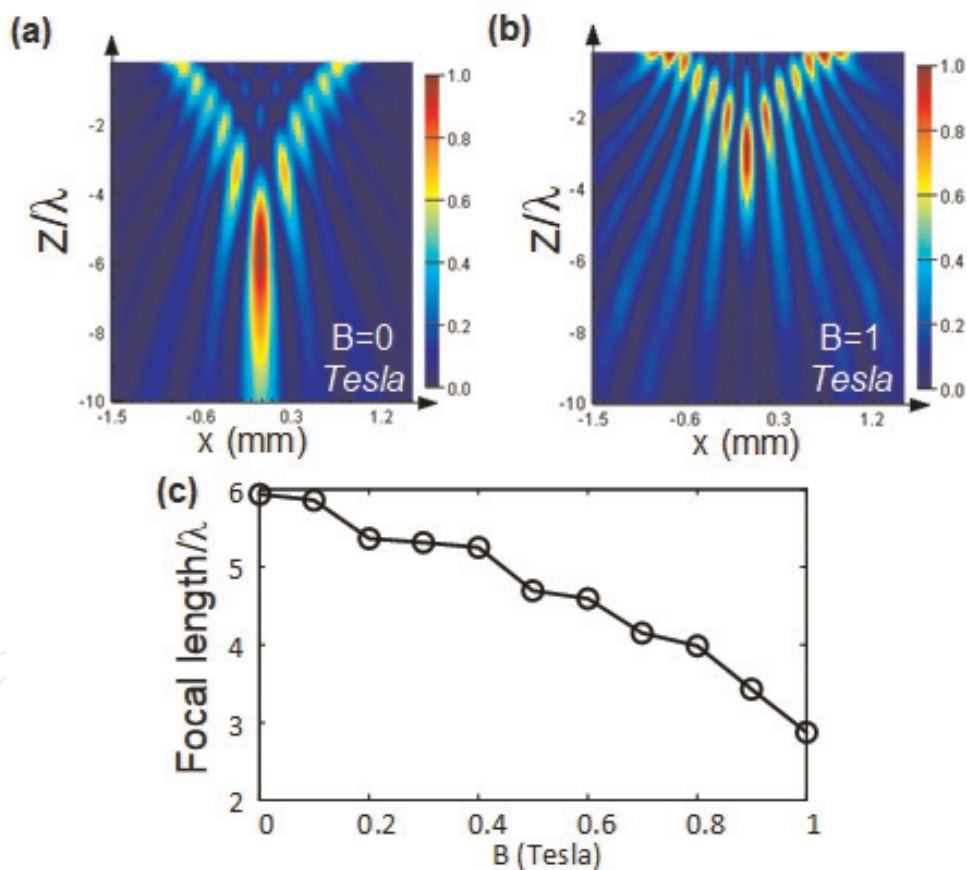 (a)
Z/λ
-2
-4
-6
-8
-10
-1.5 -0.6 0.3 1.2
x (mm)
B=0
Tesla
1.0
0.8
0.6
0.4
0.2
0.0
(b)
Z/λ
-2
-4
-6
-8
-10
-1.5 -0.6 0.3 1.2
x (mm)
B=1
Tesla
1.0
0.8
0.6
0.4
0.2
0.0
(c)
Focal length/λ
6
5
4
3
2
0 0.2 0.4 0.6 0.8 1
B (Tesla)